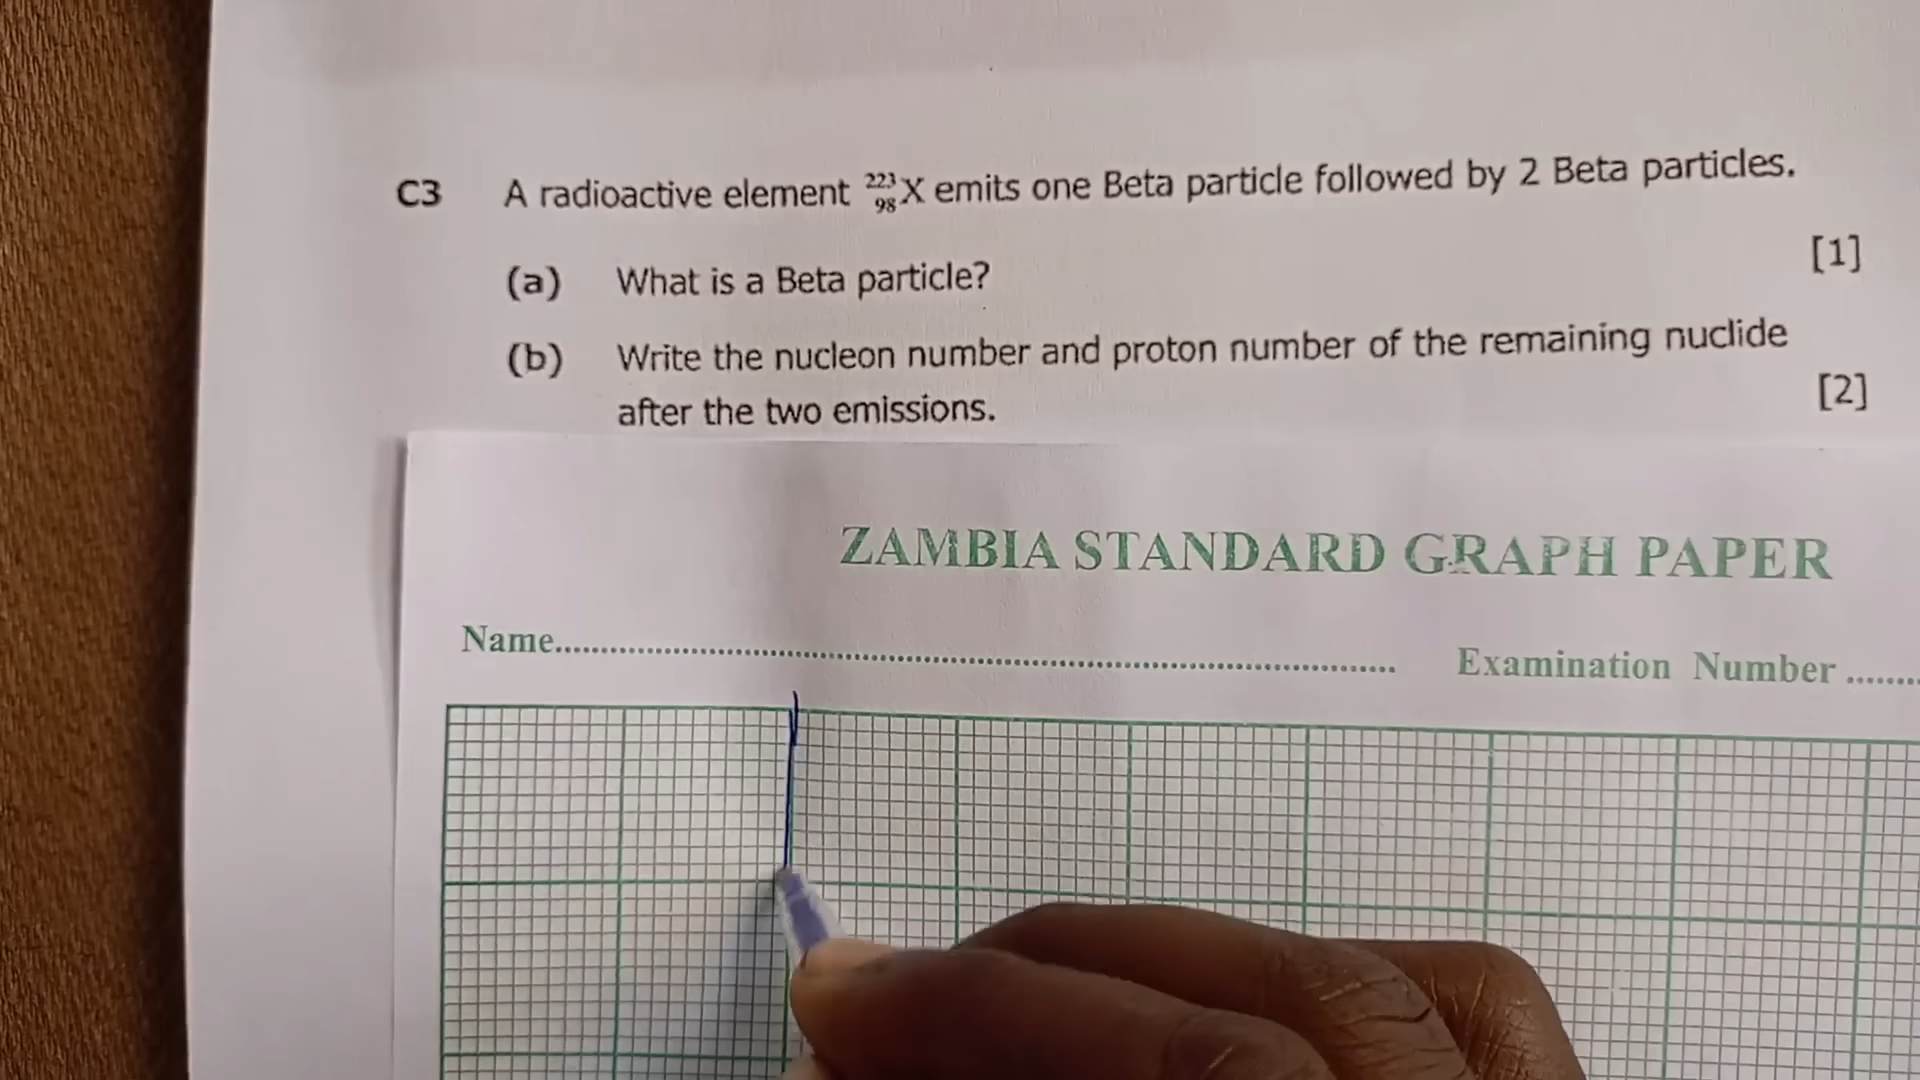 C3 A radioactive element ²²³₉₈X emits one Beta particle followed by 2 Beta particles.
(a) What is a Beta particle? [1]
(b) Write the nucleon number and proton number of the remaining nuclide
after the two emissions. [2]
ZAMBIA STANDARD GRAPH PAPER
Name.......................................................... Examination Number ........